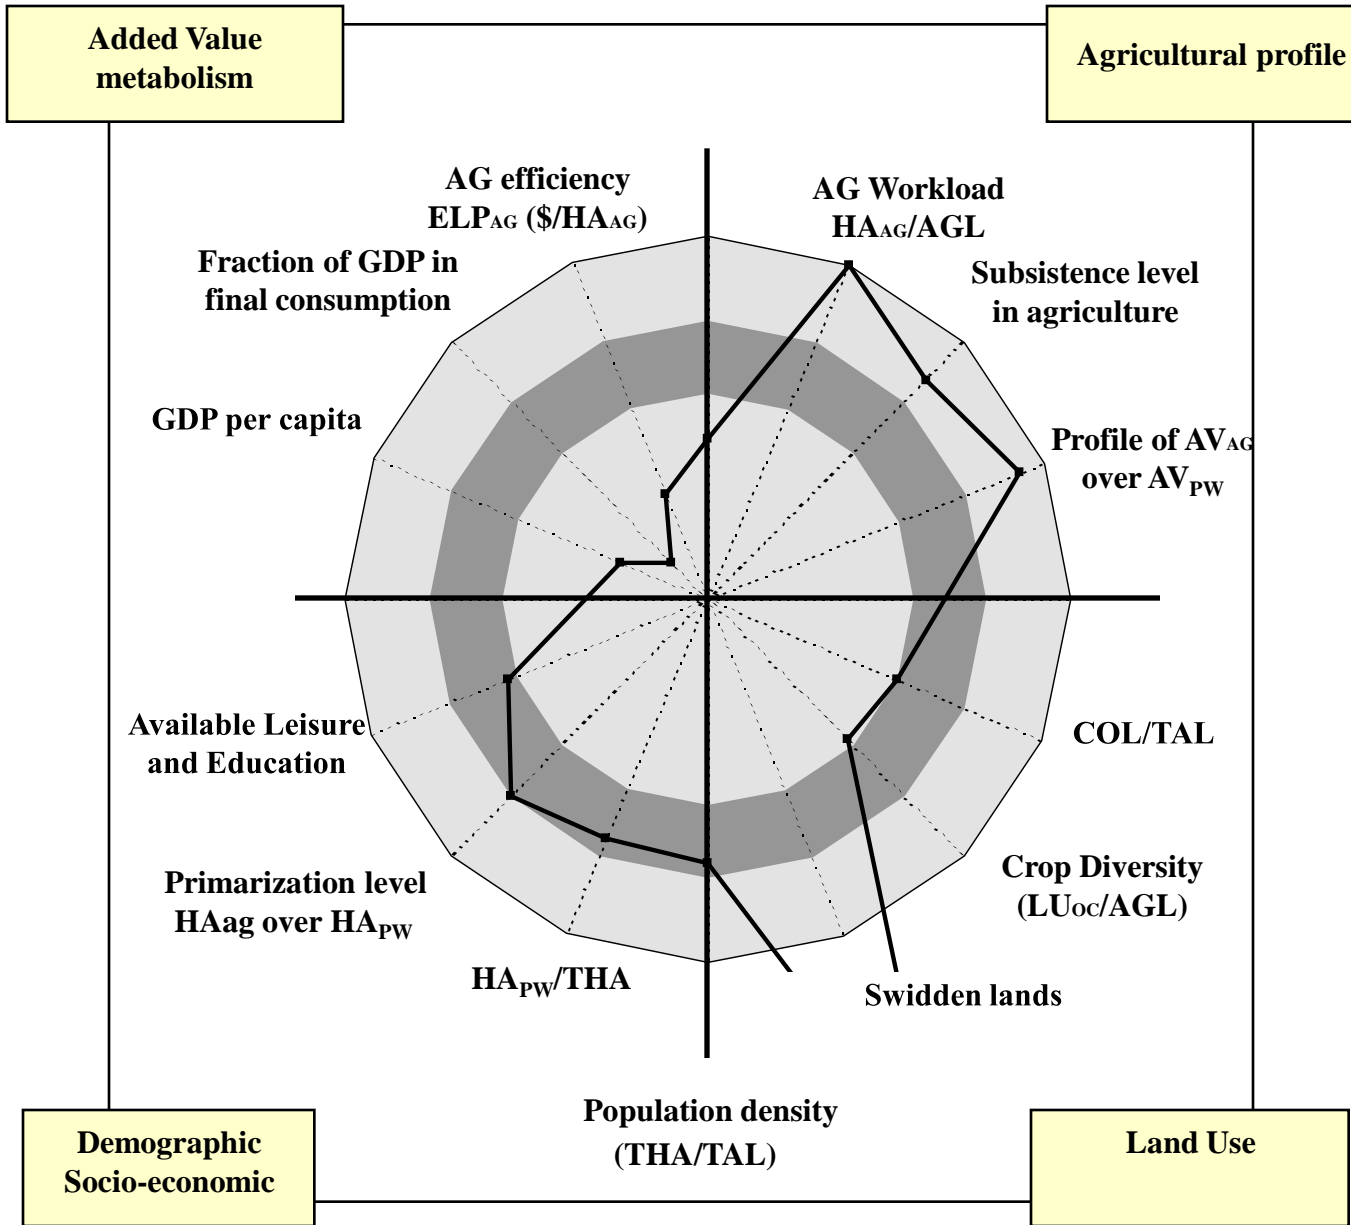 Added Value
metabolism
Agricultural profile
AG efficiency
ELPAG ($/HAAG)
AG Workload
HAAG/AGL
Fraction of GDP in
final consumption
Subsistence level
in agriculture
GDP per capita
Profile of AVAG
over AVPW
Available Leisure
and Education
COL/TAL
Primarization level
HAag over HAPW
Crop Diversity
(LUOC/AGL)
HAPW/THA
Swidden lands
Population density
(THA/TAL)
Demographic
Socio-economic
Land Use